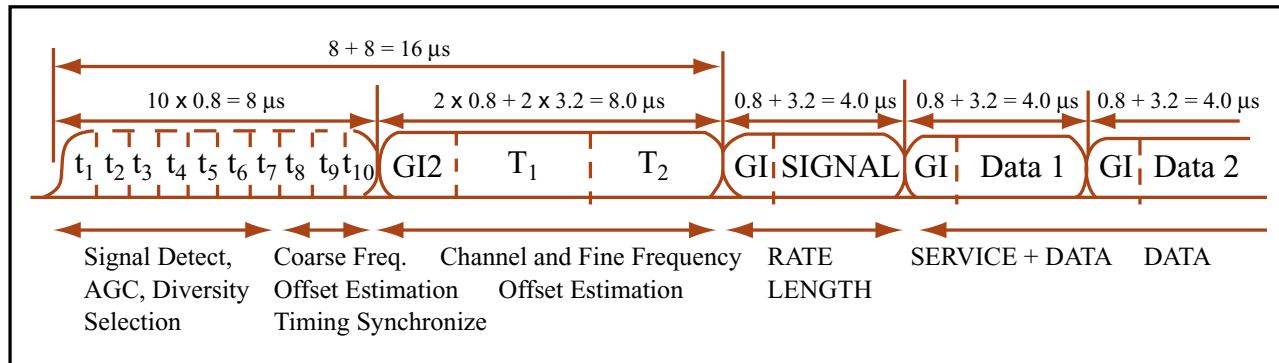 8 + 8 = 16 μs
10 x 0.8 = 8 μs
2 x 0.8 + 2 x 3.2 = 8.0 μs
0.8 + 3.2 = 4.0 μs
0.8 + 3.2 = 4.0 μs
0.8 + 3.2 = 4.0 μs
t1 t2 t3 t4 t5 t6 t7 t8 t9 t10
GI2 T1 T2
GI SIGNAL
GI Data 1
GI Data 2
Signal Detect,
AGC, Diversity
Selection
Coarse Freq.
Offset Estimation
Timing Synchronize
Channel and Fine Frequency
Offset Estimation
RATE
LENGTH
SERVICE + DATA
DATA